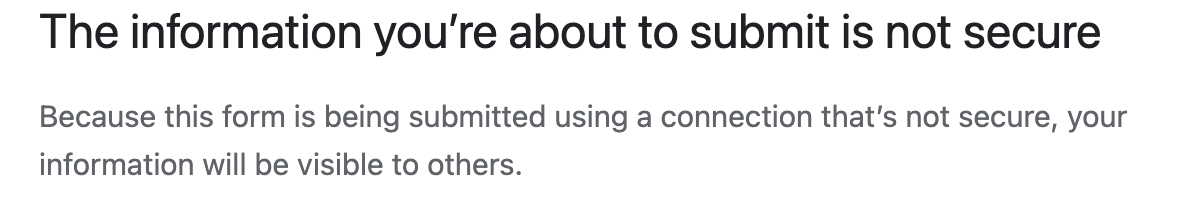 The information you’re about to submit is not secure
Because this form is being submitted using a connection that’s not secure, your
information will be visible to others.